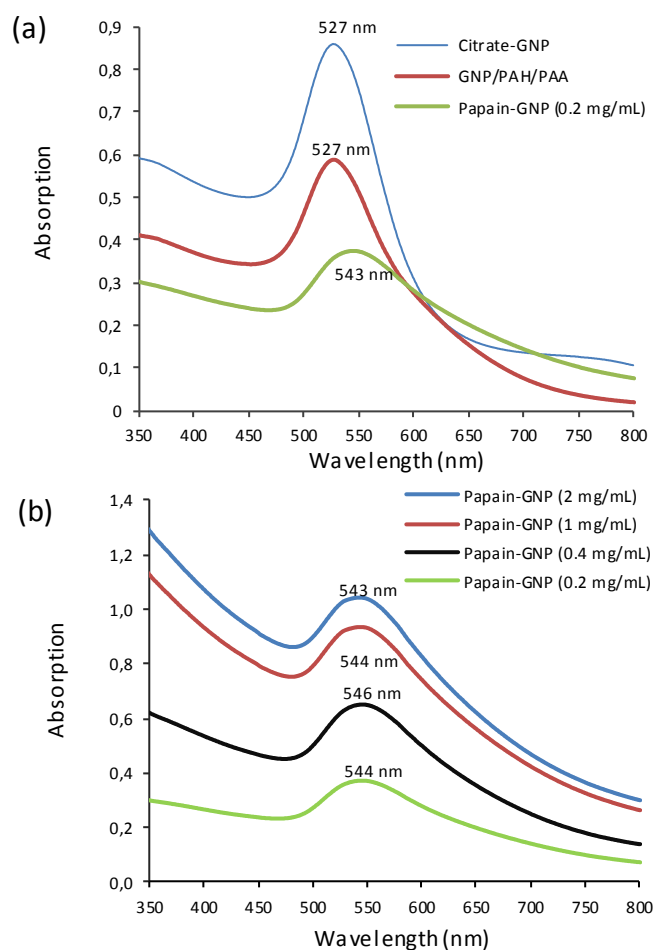 (a)
0,9
0,8
0,7
0,6
0,5
0,4
0,3
0,2
0,1
0
527 nm
527 nm
543 nm
Citrate-GNP
GNP/PAH/PAA
Papain-GNP (0.2 mg/mL)
Absorption
350 400 450 500 550 600 650 700 750 800
Wavelength (nm)
(b)
1,4
1,2
1,0
0,8
0,6
0,4
0,2
0,0
Papain-GNP (2 mg/mL)
Papain-GNP (1 mg/mL)
Papain-GNP (0.4 mg/mL)
Papain-GNP (0.2 mg/mL)
543 nm
544 nm
546 nm
544 nm
Absorption
350 400 450 500 550 600 650 700 750 800
Wavelength (nm)